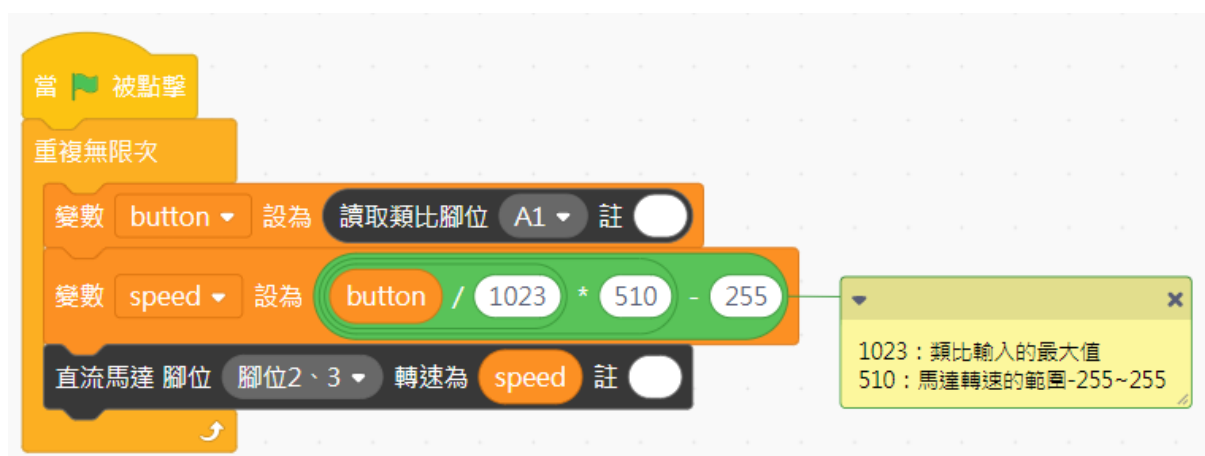 當 被點擊
重複無限次
變數 button 設為 讀取類比腳位 A1 註
變數 speed 設為 button / 1023 * 510 - 255
1023：類比輸入的最大值
510：馬達轉速的範圍-255~255
直流馬達 腳位 腳位2、3 轉速為 speed 註